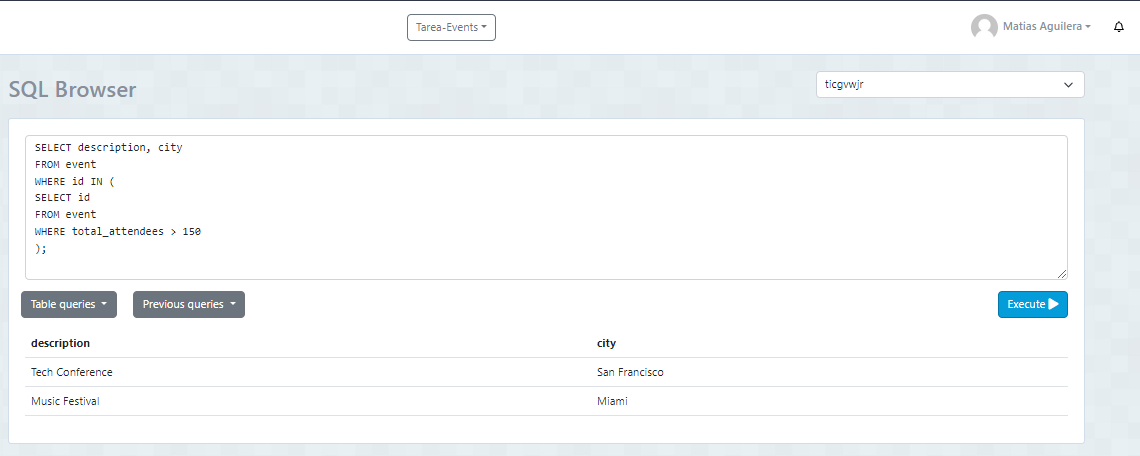 Tarea-Events
Matías Aguilera
SQL Browser
ticgvwjr
SELECT description, city
FROM event
WHERE id IN (
SELECT id
FROM event
WHERE total_attendees > 150
);
Table queries
Previous queries
Execute
description city
Tech Conference San Francisco
Music Festival Miami